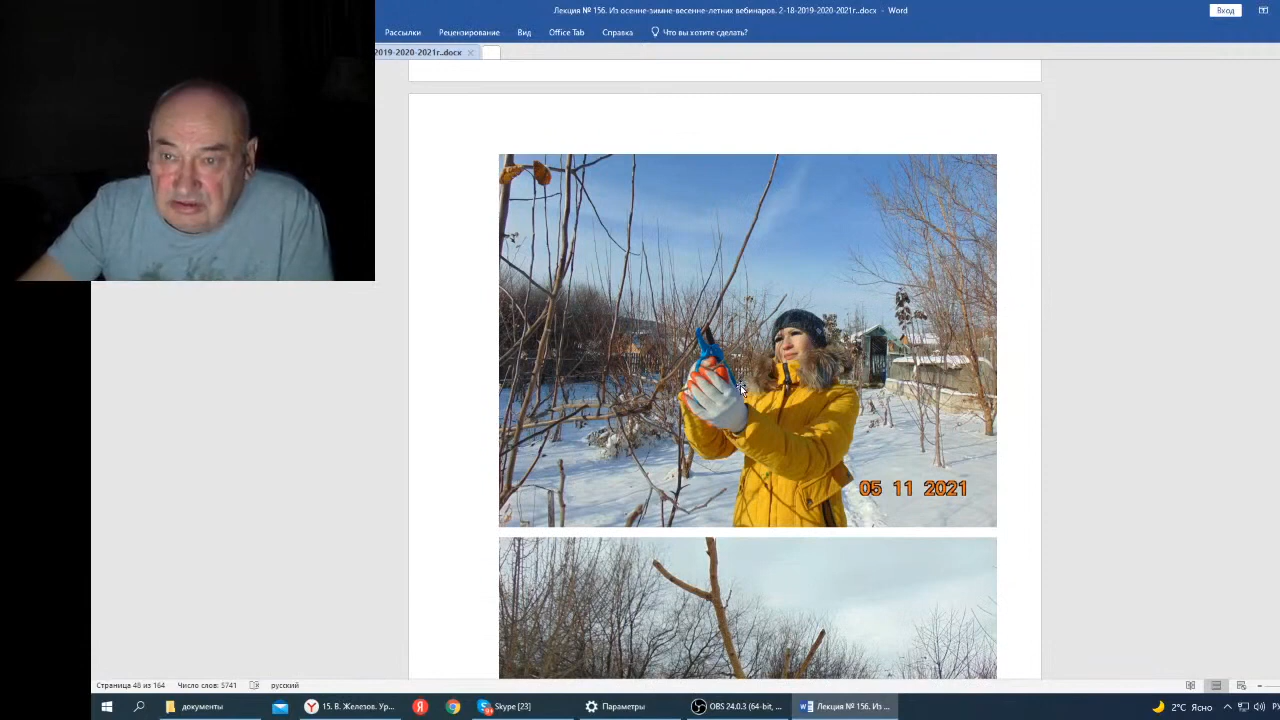 Лекция № 156. Из осенне-зимне-весенне-летних вебинаров. 2-18-2019-2020-2021г..docx - Word
Вход
Рассылки Рецензирование Вид Office Tab Справка Что вы хотите сделать?
2019-2020-2021г..docx
05 11 2021
Страница 48 из 164 Число слов: 5741 русский
документы
15. В. Железов. Ур...
Skype [23]
Параметры
OBS 24.0.3 (64-bit, ...
Лекция № 156. Из ...
2°C Ясно